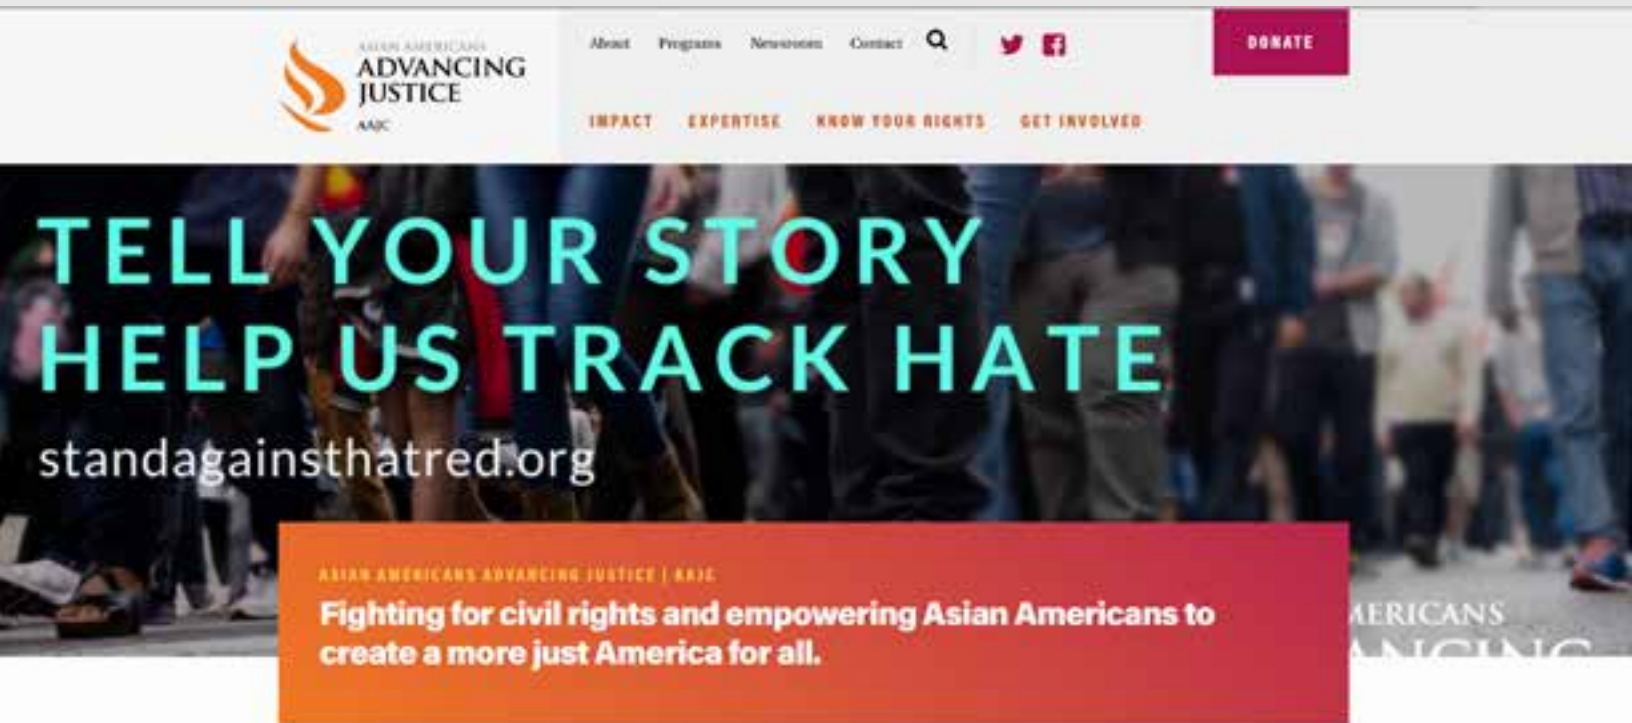 ASIAN AMERICANS
ADVANCING
JUSTICE
AAJC
About Programs Newsroom Contact
DONATE
IMPACT EXPERTISE KNOW YOUR RIGHTS GET INVOLVED
TELL YOUR STORY
HELP US TRACK HATE
standagainsthatred.org
ASIAN AMERICANS ADVANCING JUSTICE | AAJC
Fighting for civil rights and empowering Asian Americans to
create a more just America for all.
MERICANS
ANCING